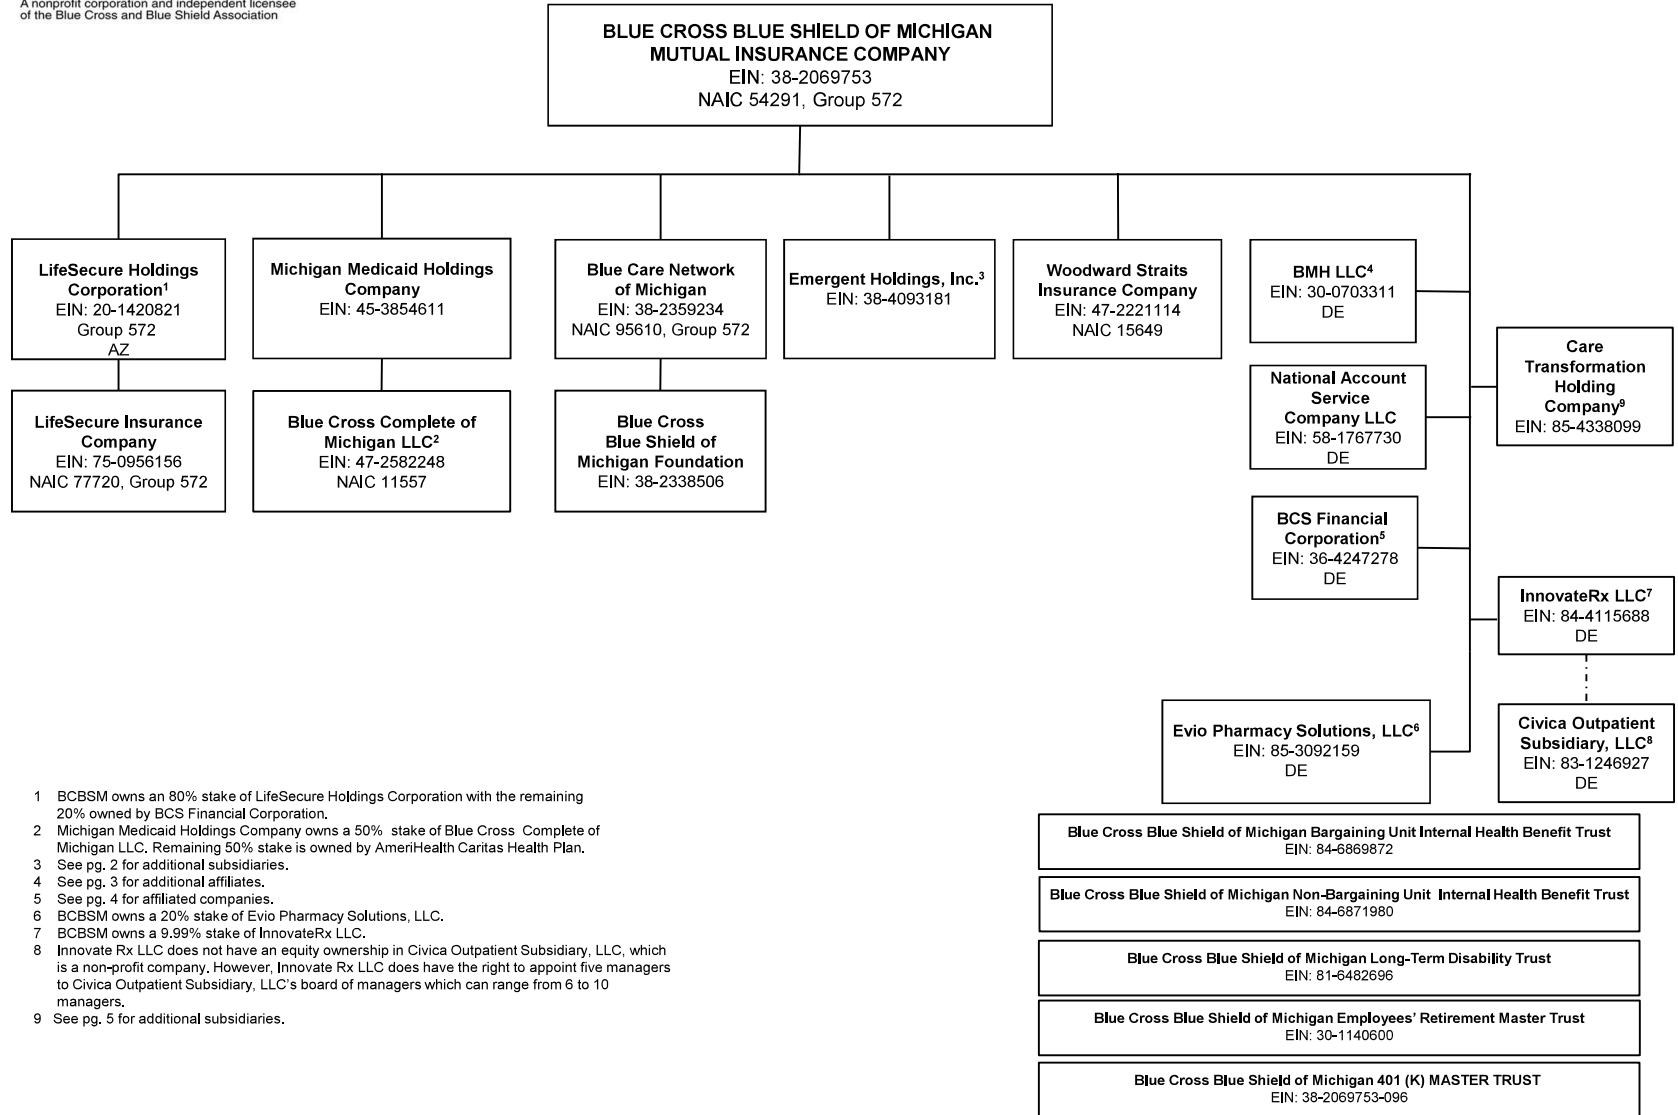 A nonprofit corporation and independent licensee
of the Blue Cross and Blue Shield Association
BLUE CROSS BLUE SHIELD OF MICHIGAN
MUTUAL INSURANCE COMPANY
EIN: 38-2069753
NAIC 54291, Group 572
LifeSecure Holdings
Corporation¹
EIN: 20-1420821
Group 572
AZ
Michigan Medicaid Holdings
Company
EIN: 45-3854611
Blue Care Network
of Michigan
EIN: 38-2359234
NAIC 95610, Group 572
Emergent Holdings, Inc.³
EIN: 38-4093181
Woodward Straits
Insurance Company
EIN: 47-2221114
NAIC 15649
BMH LLC⁴
EIN: 30-0703311
DE
Care
Transformation
Holding
Company⁹
EIN: 85-4338099
LifeSecure Insurance
Company
EIN: 75-0956156
NAIC 77720, Group 572
Blue Cross Complete of
Michigan LLC²
EIN: 47-2582248
NAIC 11557
Blue Cross
Blue Shield of
Michigan Foundation
EIN: 38-2338506
National Account
Service
Company LLC
EIN: 58-1767730
DE
BCS Financial
Corporation⁵
EIN: 36-4247278
DE
InnovateRx LLC⁷
EIN: 84-4115688
DE
Evio Pharmacy Solutions, LLC⁶
EIN: 85-3092159
DE
Civica Outpatient
Subsidiary, LLC⁸
EIN: 83-1246927
DE
1 BCBSM owns an 80% stake of LifeSecure Holdings Corporation with the remaining
20% owned by BCS Financial Corporation.
2 Michigan Medicaid Holdings Company owns a 50% stake of Blue Cross Complete of
Michigan LLC. Remaining 50% stake is owned by AmeriHealth Caritas Health Plan.
3 See pg. 2 for additional subsidiaries.
4 See pg. 3 for additional affiliates.
5 See pg. 4 for affiliated companies.
6 BCBSM owns a 20% stake of Evio Pharmacy Solutions, LLC.
7 BCBSM owns a 9.99% stake of InnovateRx LLC.
8 Innovate Rx LLC does not have an equity ownership in Civica Outpatient Subsidiary, LLC, which
is a non-profit company. However, Innovate Rx LLC does have the right to appoint five managers
to Civica Outpatient Subsidiary, LLC's board of managers which can range from 6 to 10
managers.
9 See pg. 5 for additional subsidiaries.
Blue Cross Blue Shield of Michigan Bargaining Unit Internal Health Benefit Trust
EIN: 84-6869872
Blue Cross Blue Shield of Michigan Non-Bargaining Unit Internal Health Benefit Trust
EIN: 84-6871980
Blue Cross Blue Shield of Michigan Long-Term Disability Trust
EIN: 81-6482696
Blue Cross Blue Shield of Michigan Employees' Retirement Master Trust
EIN: 30-1140600
Blue Cross Blue Shield of Michigan 401 (K) MASTER TRUST
EIN: 38-2069753-096